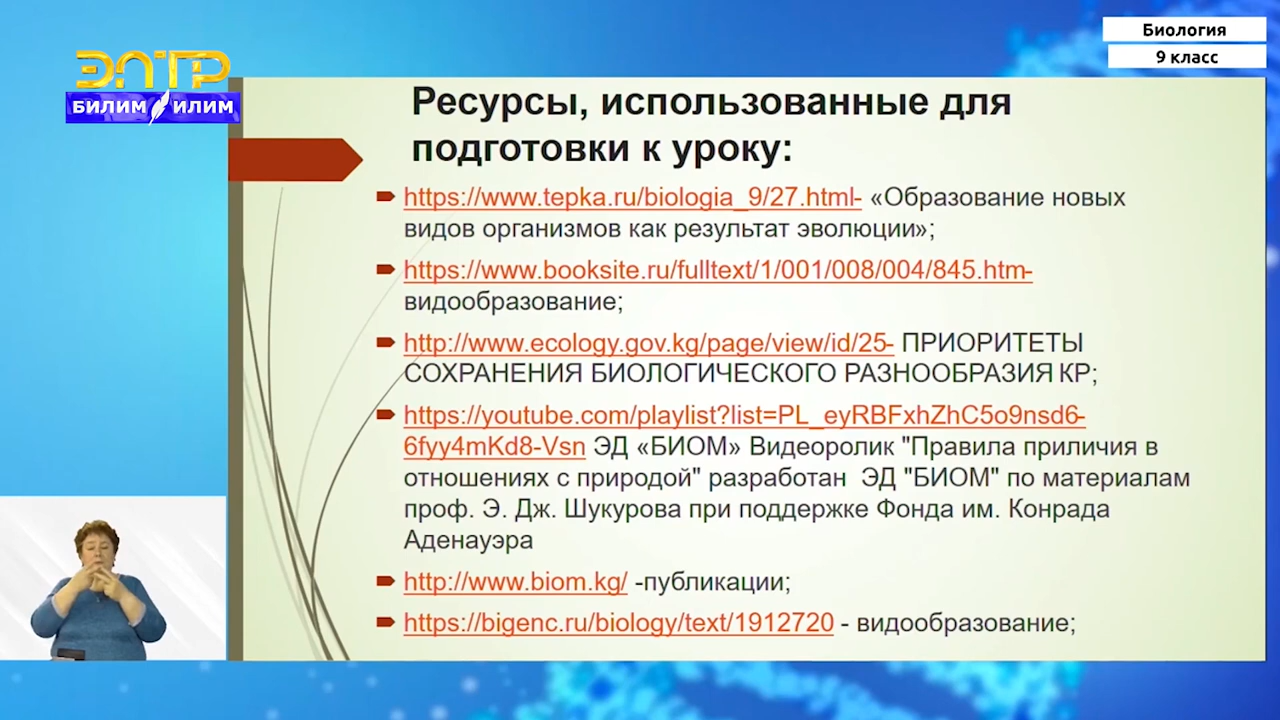 Биология
9 класс
ЭЛТР
БИЛИМ ИЛИМ
Ресурсы, использованные для
подготовки к уроку:
https://www.tepka.ru/biologia_9/27.html- «Образование новых
видов организмов как результат эволюции»;
https://www.booksite.ru/fulltext/1/001/008/004/845.htm-
видообразование;
http://www.ecology.gov.kg/page/view/id/25- ПРИОРИТЕТЫ
СОХРАНЕНИЯ БИОЛОГИЧЕСКОГО РАЗНООБРАЗИЯ КР;
https://youtube.com/playlist?list=PL_eyRBFxhZhC5o9nsd6-
6fyy4mKd8-Vsn ЭД «БИОМ» Видеоролик "Правила приличия в
отношениях с природой" разработан ЭД "БИОМ" по материалам
проф. Э. Дж. Шукурова при поддержке Фонда им. Конрада
Аденауэра
http://www.biom.kg/ -публикации;
https://bigenc.ru/biology/text/1912720 - видообразование;